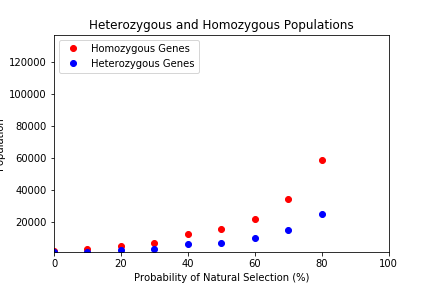 Heterozygous and Homozygous Populations
Homozygous Genes
Heterozygous Genes
120000
100000
80000
60000
40000
20000
Population
0 20 40 60 80 100
Probability of Natural Selection (%)